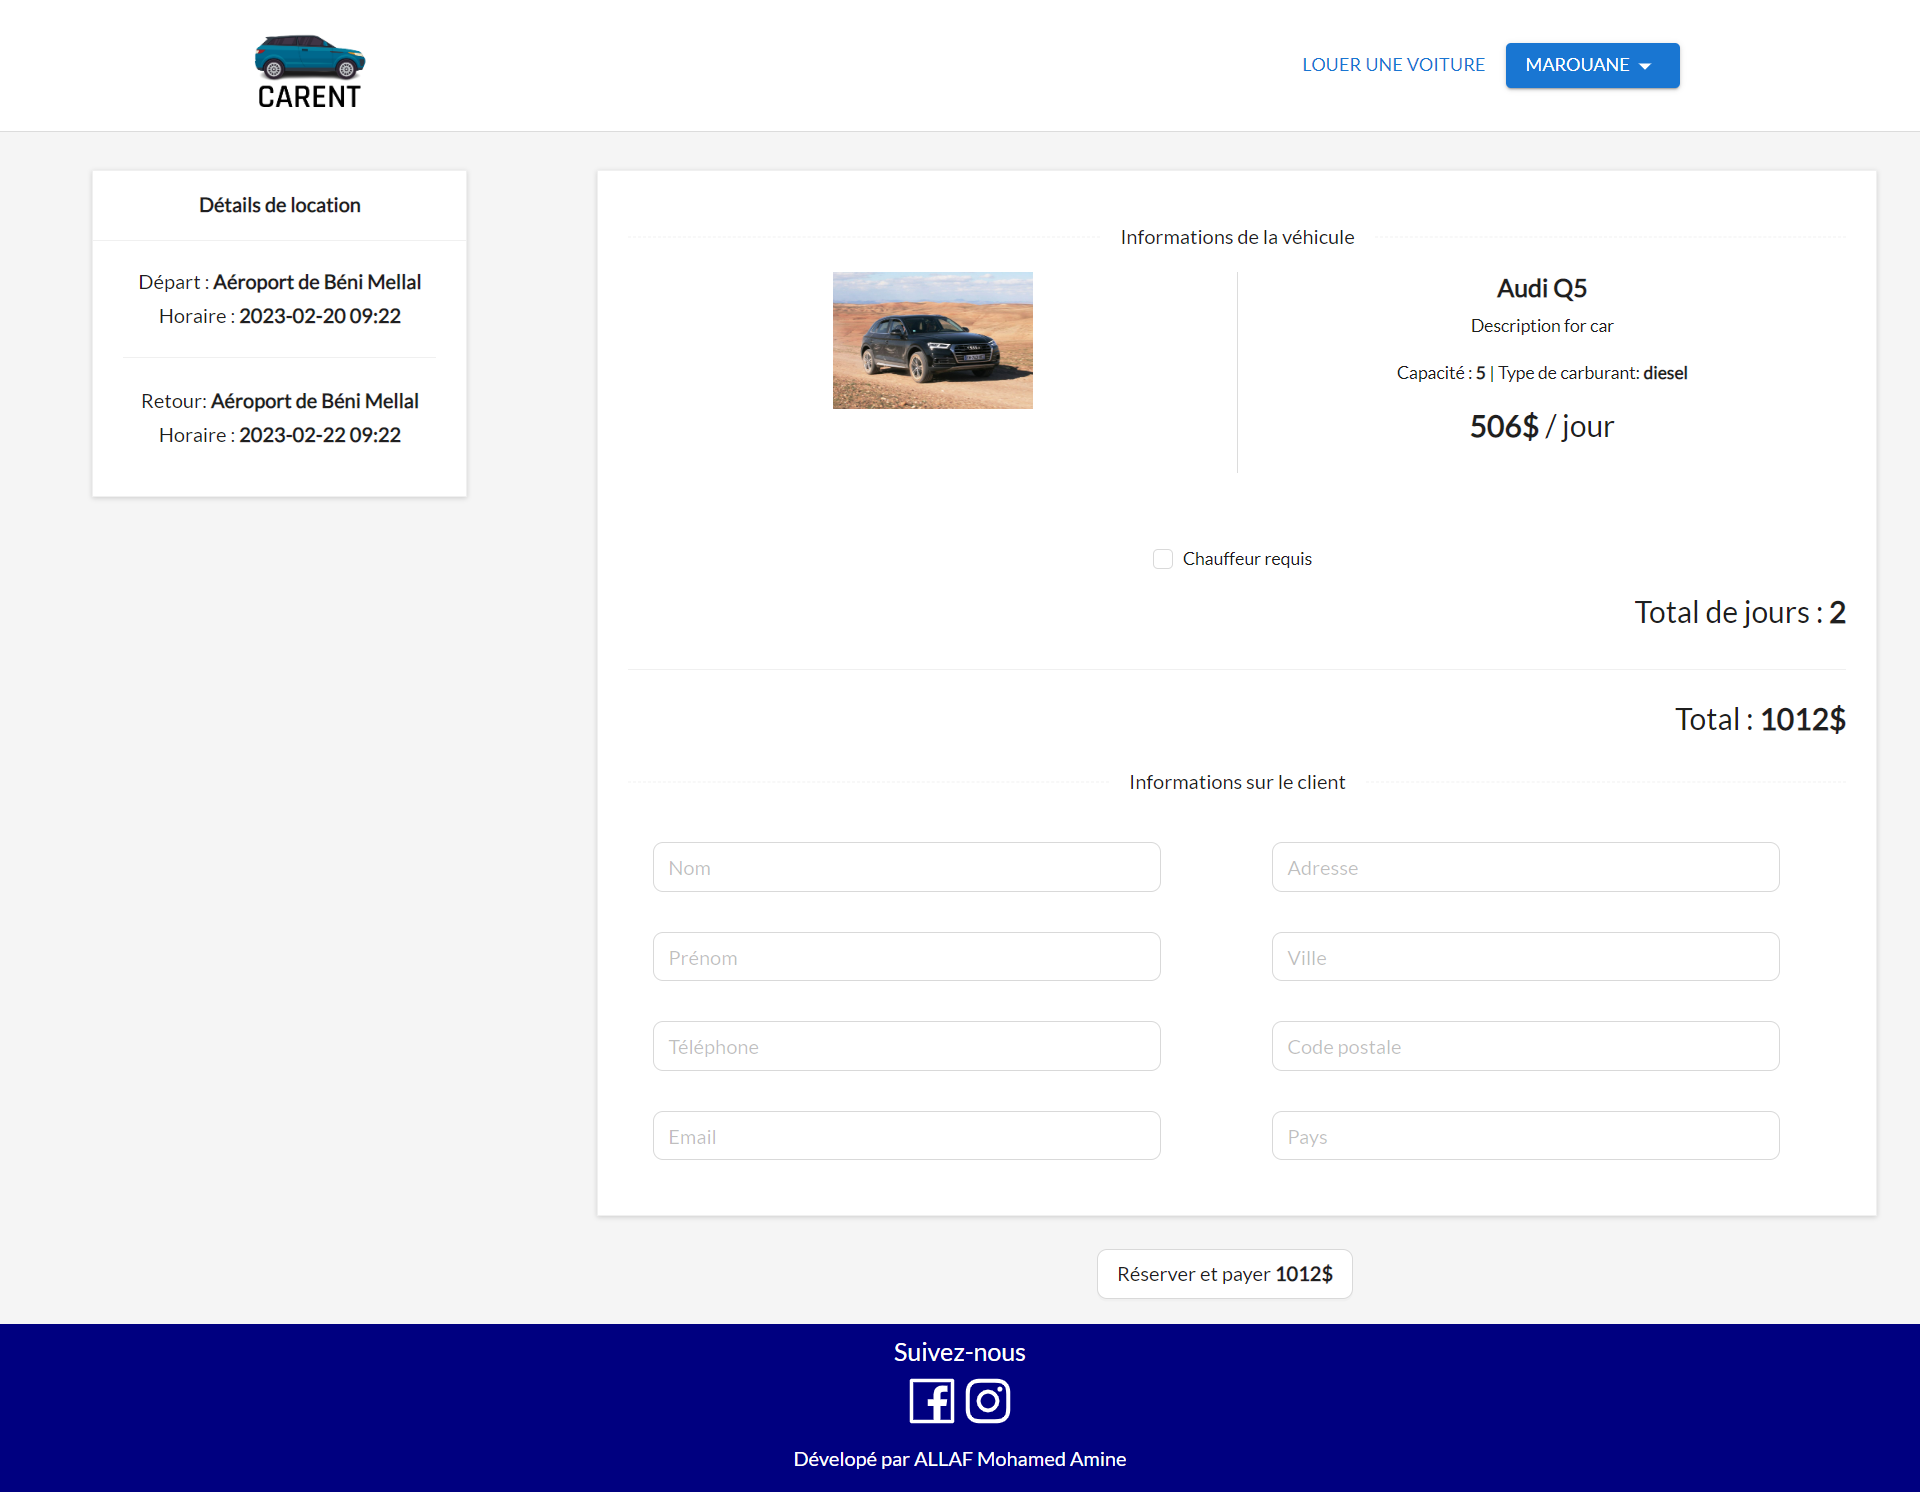 CARENT
LOUER UNE VOITURE
MAROUANE
Détails de location
Départ : Aéroport de Béni Mellal
Horaire : 2023-02-20 09:22
Retour: Aéroport de Béni Mellal
Horaire : 2023-02-22 09:22
Informations de la véhicule
Audi Q5
Description for car
Capacité : 5 | Type de carburant: diesel
506$ / jour
Chauffeur requis
Total de jours : 2
Total : 1012$
Informations sur le client
Nom
Adresse
Prénom
Ville
Téléphone
Code postale
Email
Pays
Réserver et payer 1012$
Suivez-nous
Dévelopé par ALLAF Mohamed Amine